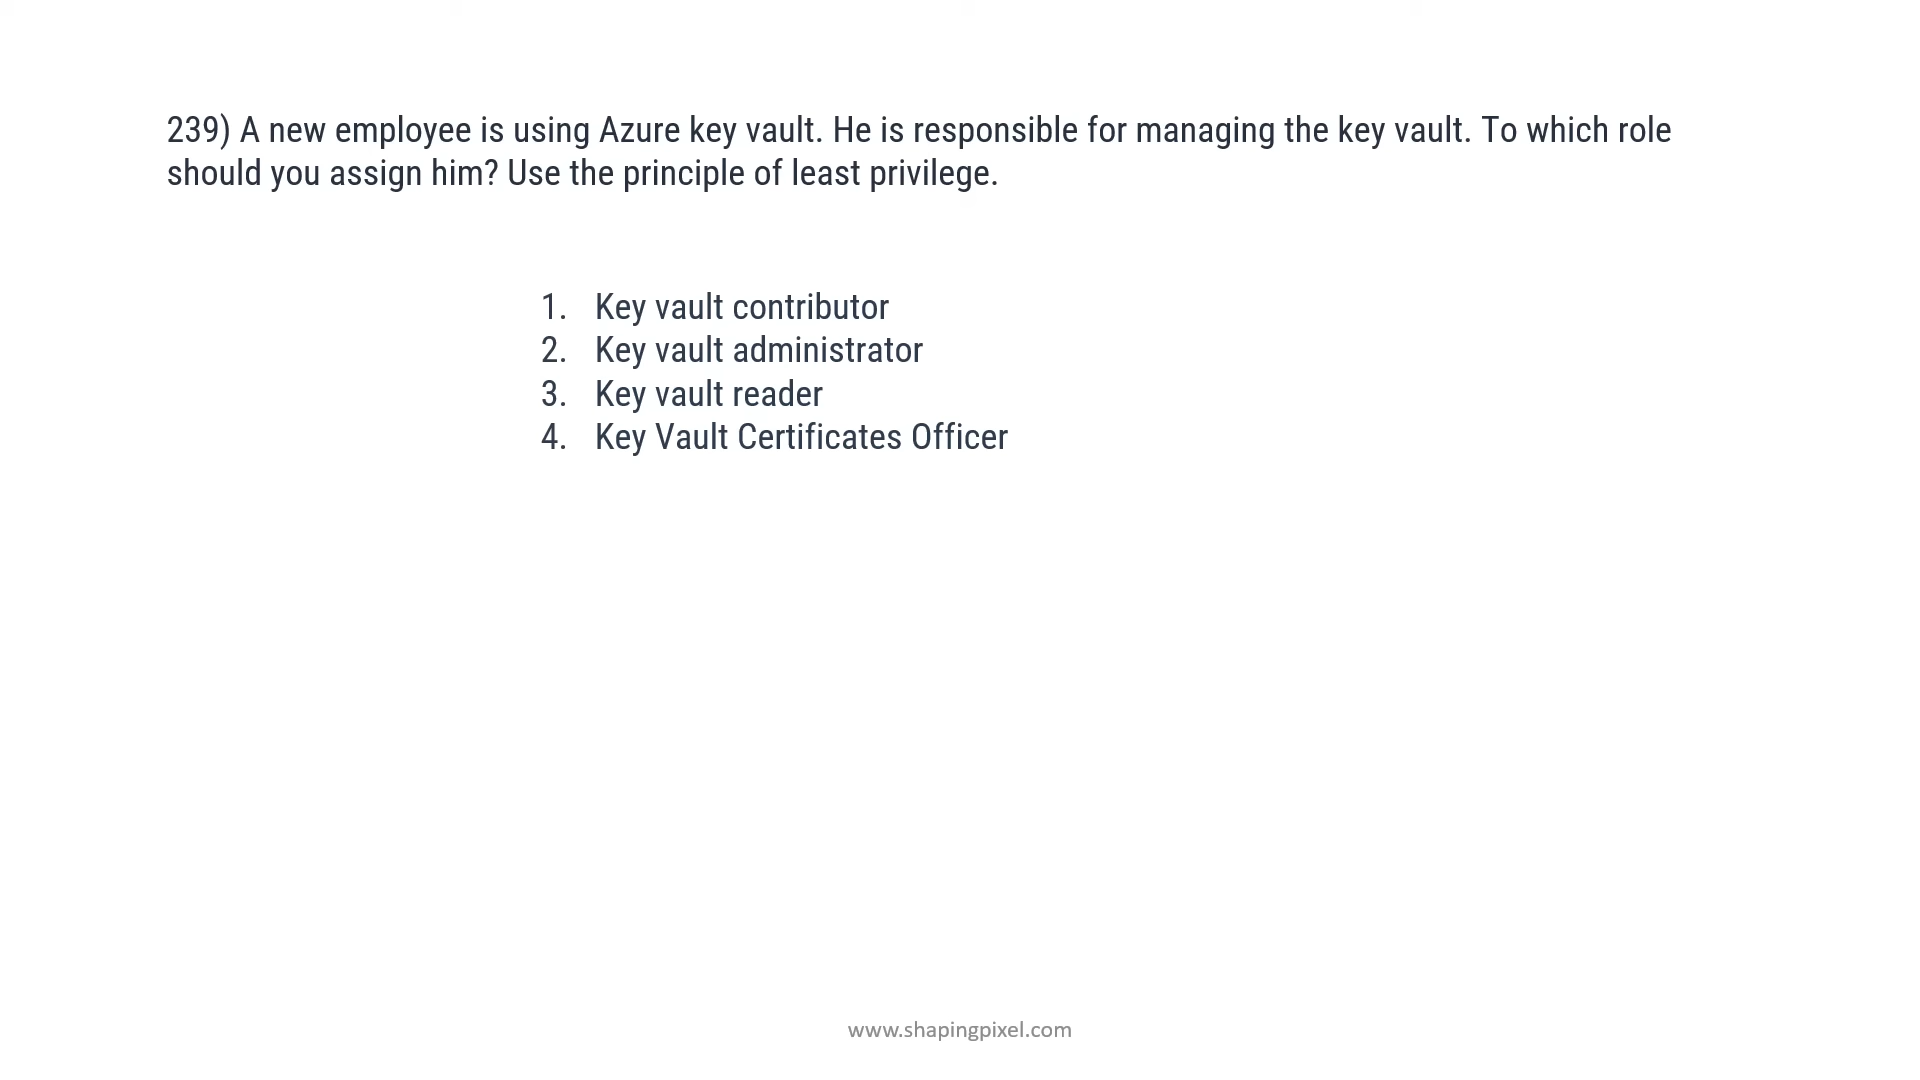 239) A new employee is using Azure key vault. He is responsible for managing the key vault. To which role
should you assign him? Use the principle of least privilege.
1. Key vault contributor
2. Key vault administrator
3. Key vault reader
4. Key Vault Certificates Officer
www.shapingpixel.com